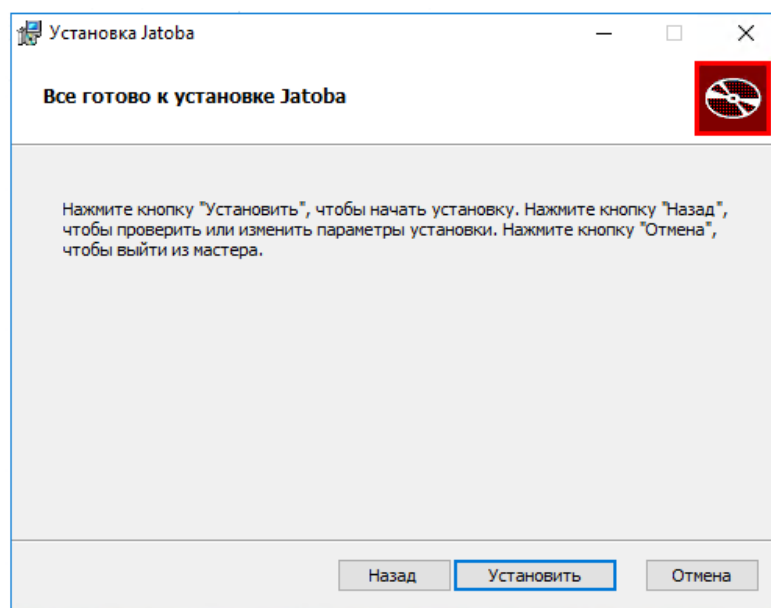 Установка Jatoba
Все готово к установке Jatoba
Нажмите кнопку "Установить", чтобы начать установку. Нажмите кнопку "Назад",
чтобы проверить или изменить параметры установки. Нажмите кнопку "Отмена",
чтобы выйти из мастера.
Назад Установить Отмена